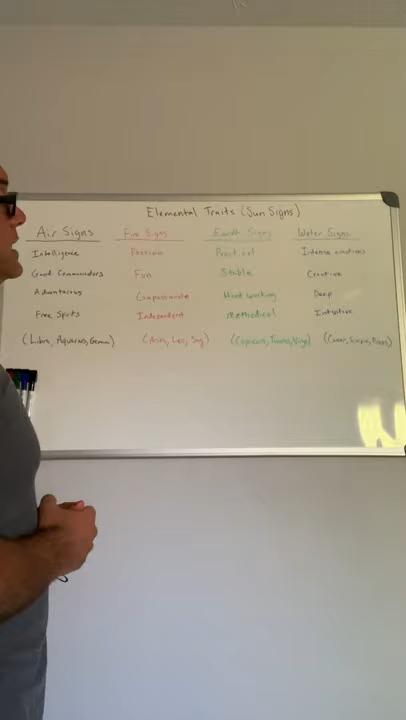 Elemental Traits (Sun Signs)
Air Signs Fire Signs Earth Signs Water Signs
Intelligence Passion Practical Intense emotions
Good Fun Stable Creative
Compassionate Hard working Deep
Free Spirits Independent Methodical Intuitive
(Libra, Aquarius, Gemini) (Aries, Leo, Sag) (Capricorn, Taurus, Virgo) (Cancer, Scorpio, Pisces)